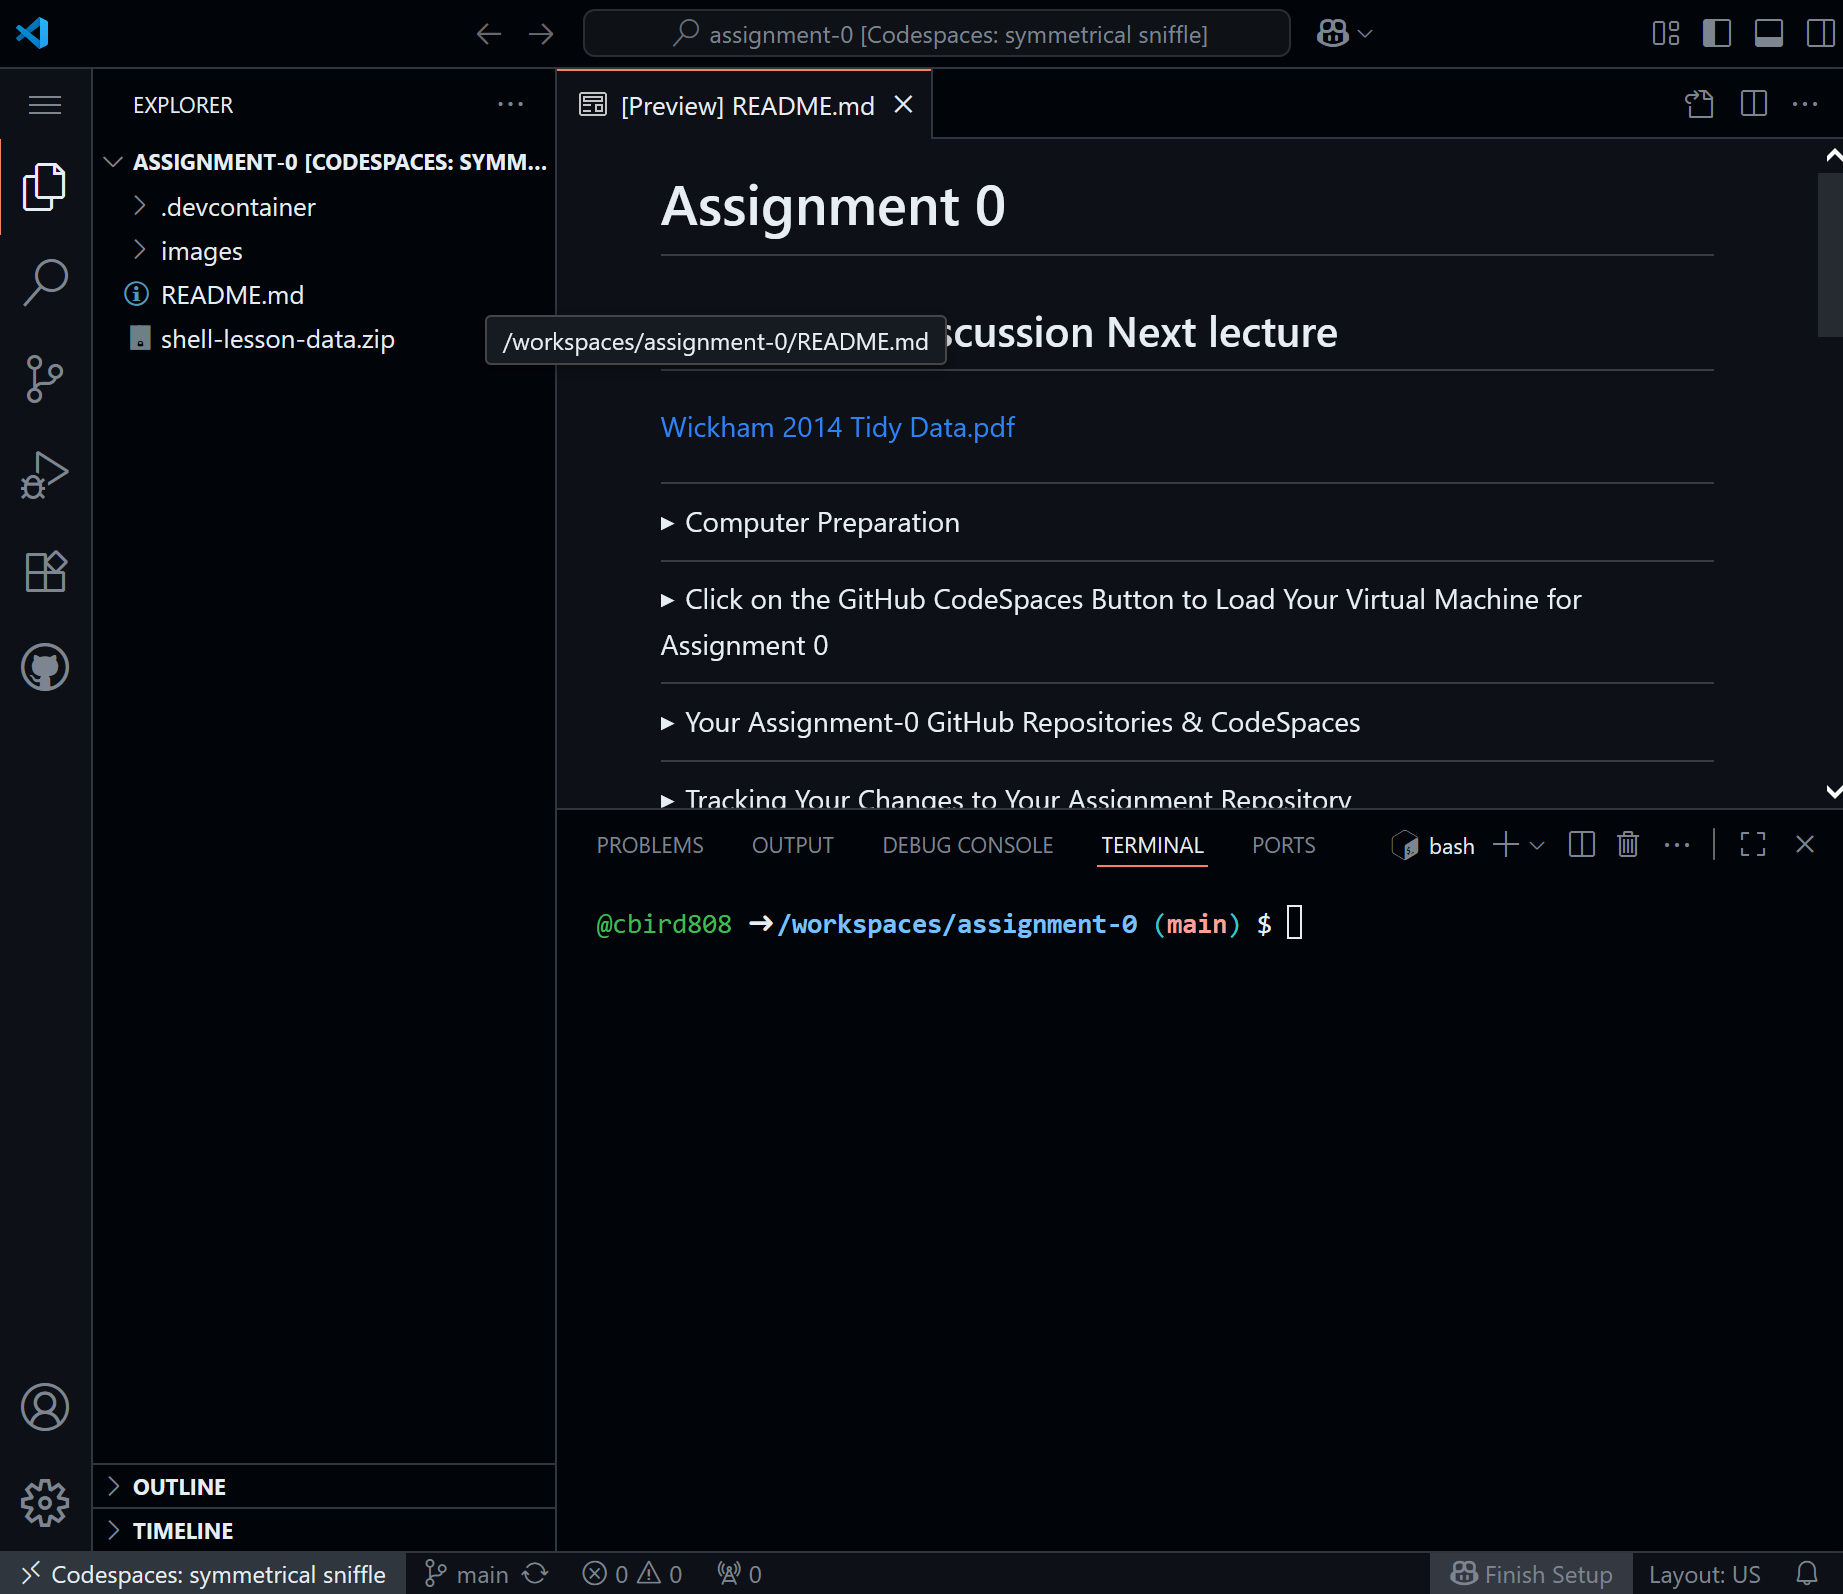 assignment-0 [Codespaces: symmetrical sniffle]
EXPLORER
ASSIGNMENT-0 [CODESPACES: SYMM...
.devcontainer
images
README.md
shell-lesson-data.zip
OUTLINE
TIMELINE
[Preview] README.md
Assignment 0
/workspaces/assignment-0/README.md
Next lecture
Wickham 2014 Tidy Data.pdf
Computer Preparation
Click on the GitHub CodeSpaces Button to Load Your Virtual Machine for
Assignment 0
Your Assignment-0 GitHub Repositories & CodeSpaces
Tracking Your Changes to Your Assignment Repository
PROBLEMS OUTPUT DEBUG CONSOLE TERMINAL PORTS bash
@cbird808 ➜/workspaces/assignment-0 (main) $
Codespaces: symmetrical sniffle main 0 0 0 Finish Setup Layout: US